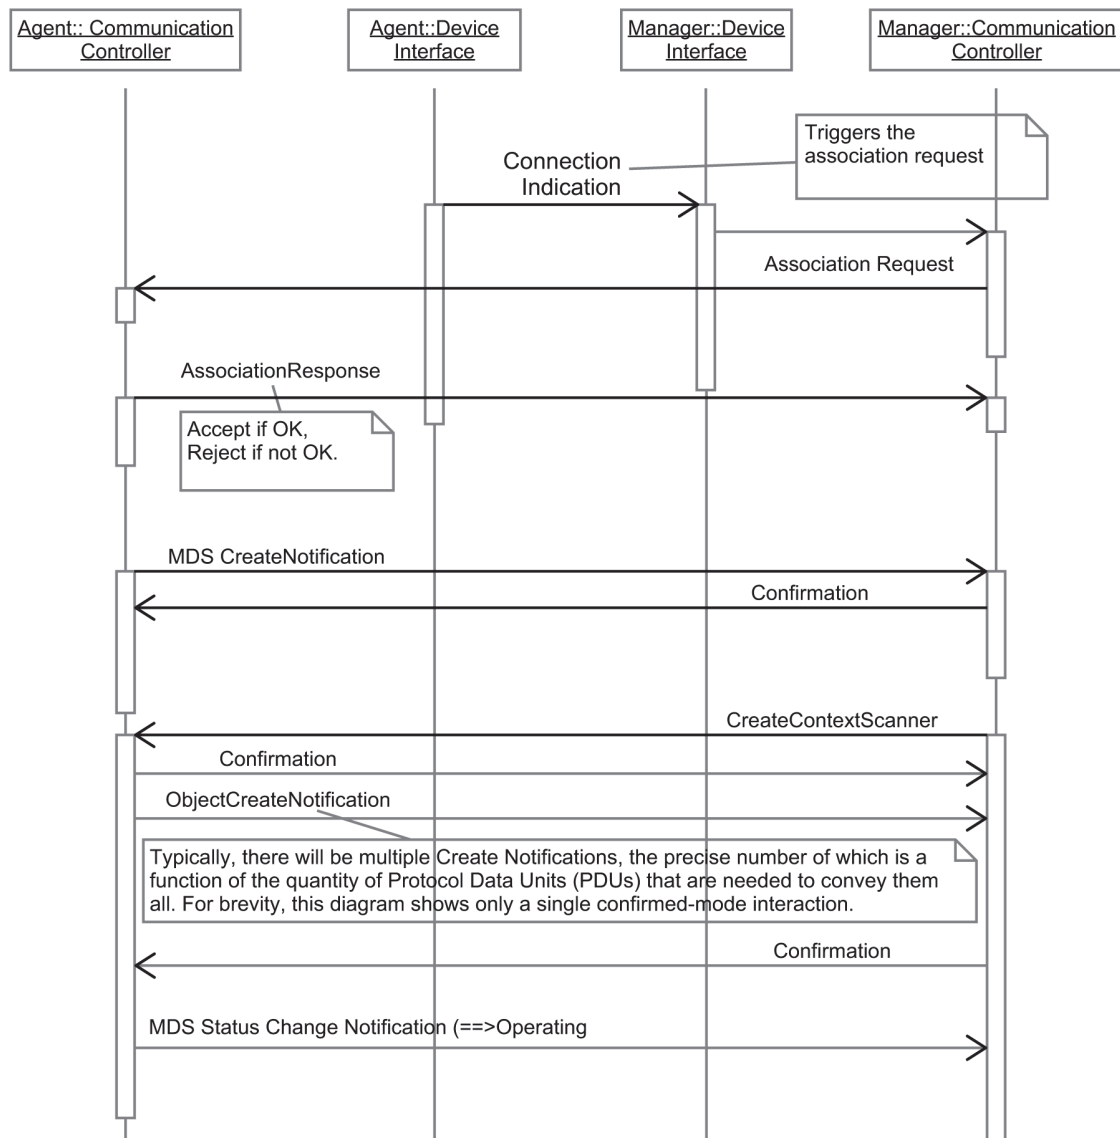 Agent:: Communication
Controller
Agent::Device
Interface
Manager::Device
Interface
Manager::Communication
Controller
Triggers the
association request
Connection
Indication
Association Request
AssociationResponse
Accept if OK,
Reject if not OK.
MDS CreateNotification
Confirmation
CreateContextScanner
Confirmation
ObjectCreateNotification
Typically, there will be multiple Create Notifications, the precise number of which is a
function of the quantity of Protocol Data Units (PDUs) that are needed to convey them
all. For brevity, this diagram shows only a single confirmed-mode interaction.
Confirmation
MDS Status Change Notification (==>Operating